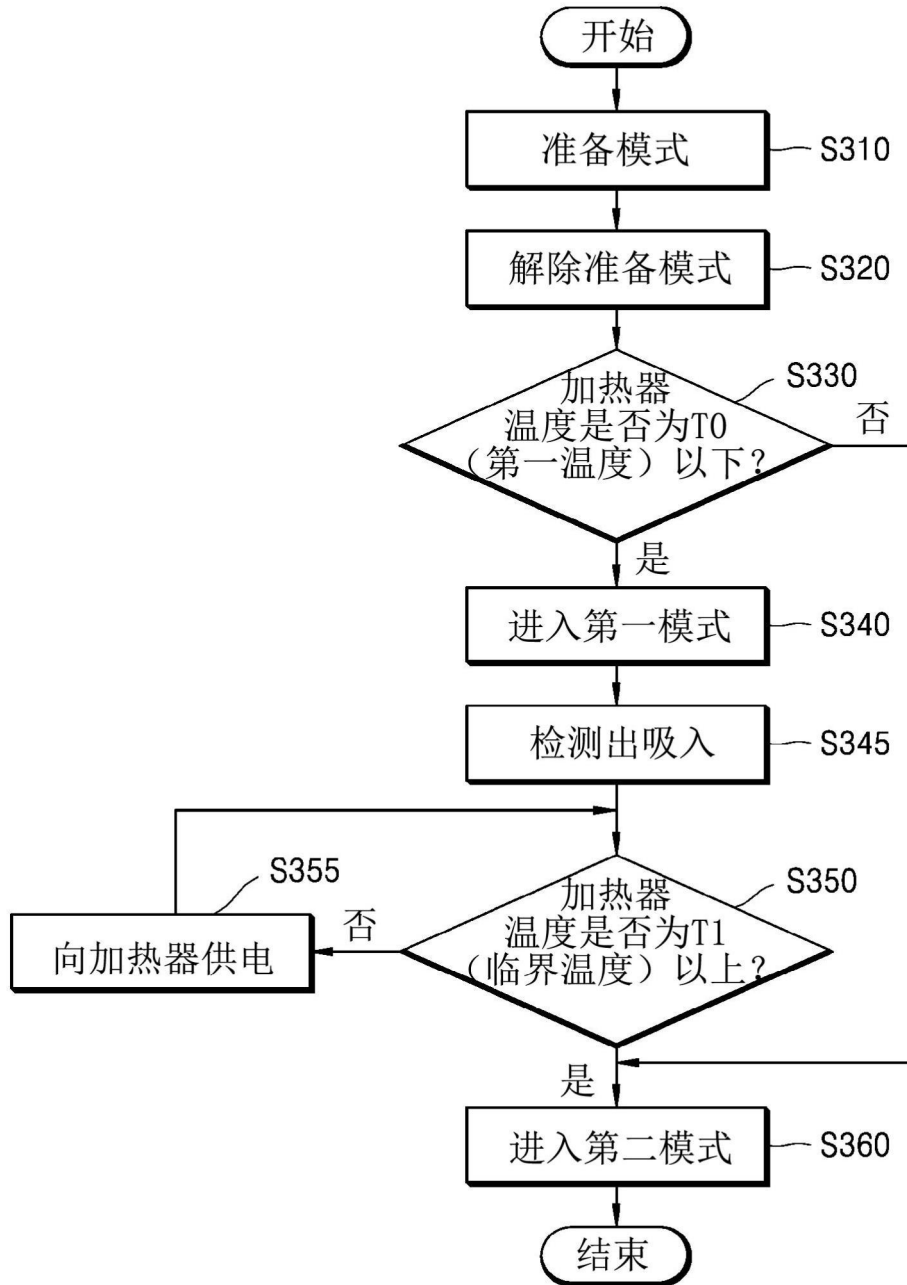 开始
准备模式
S310
解除准备模式
S320
加热器
温度是否为T0
（第一温度）以下?
S330
否
是
进入第一模式
S340
检测出吸入
S345
加热器
温度是否为T1
（临界温度）以上?
S350
否
S355
向加热器供电
是
进入第二模式
S360
结束